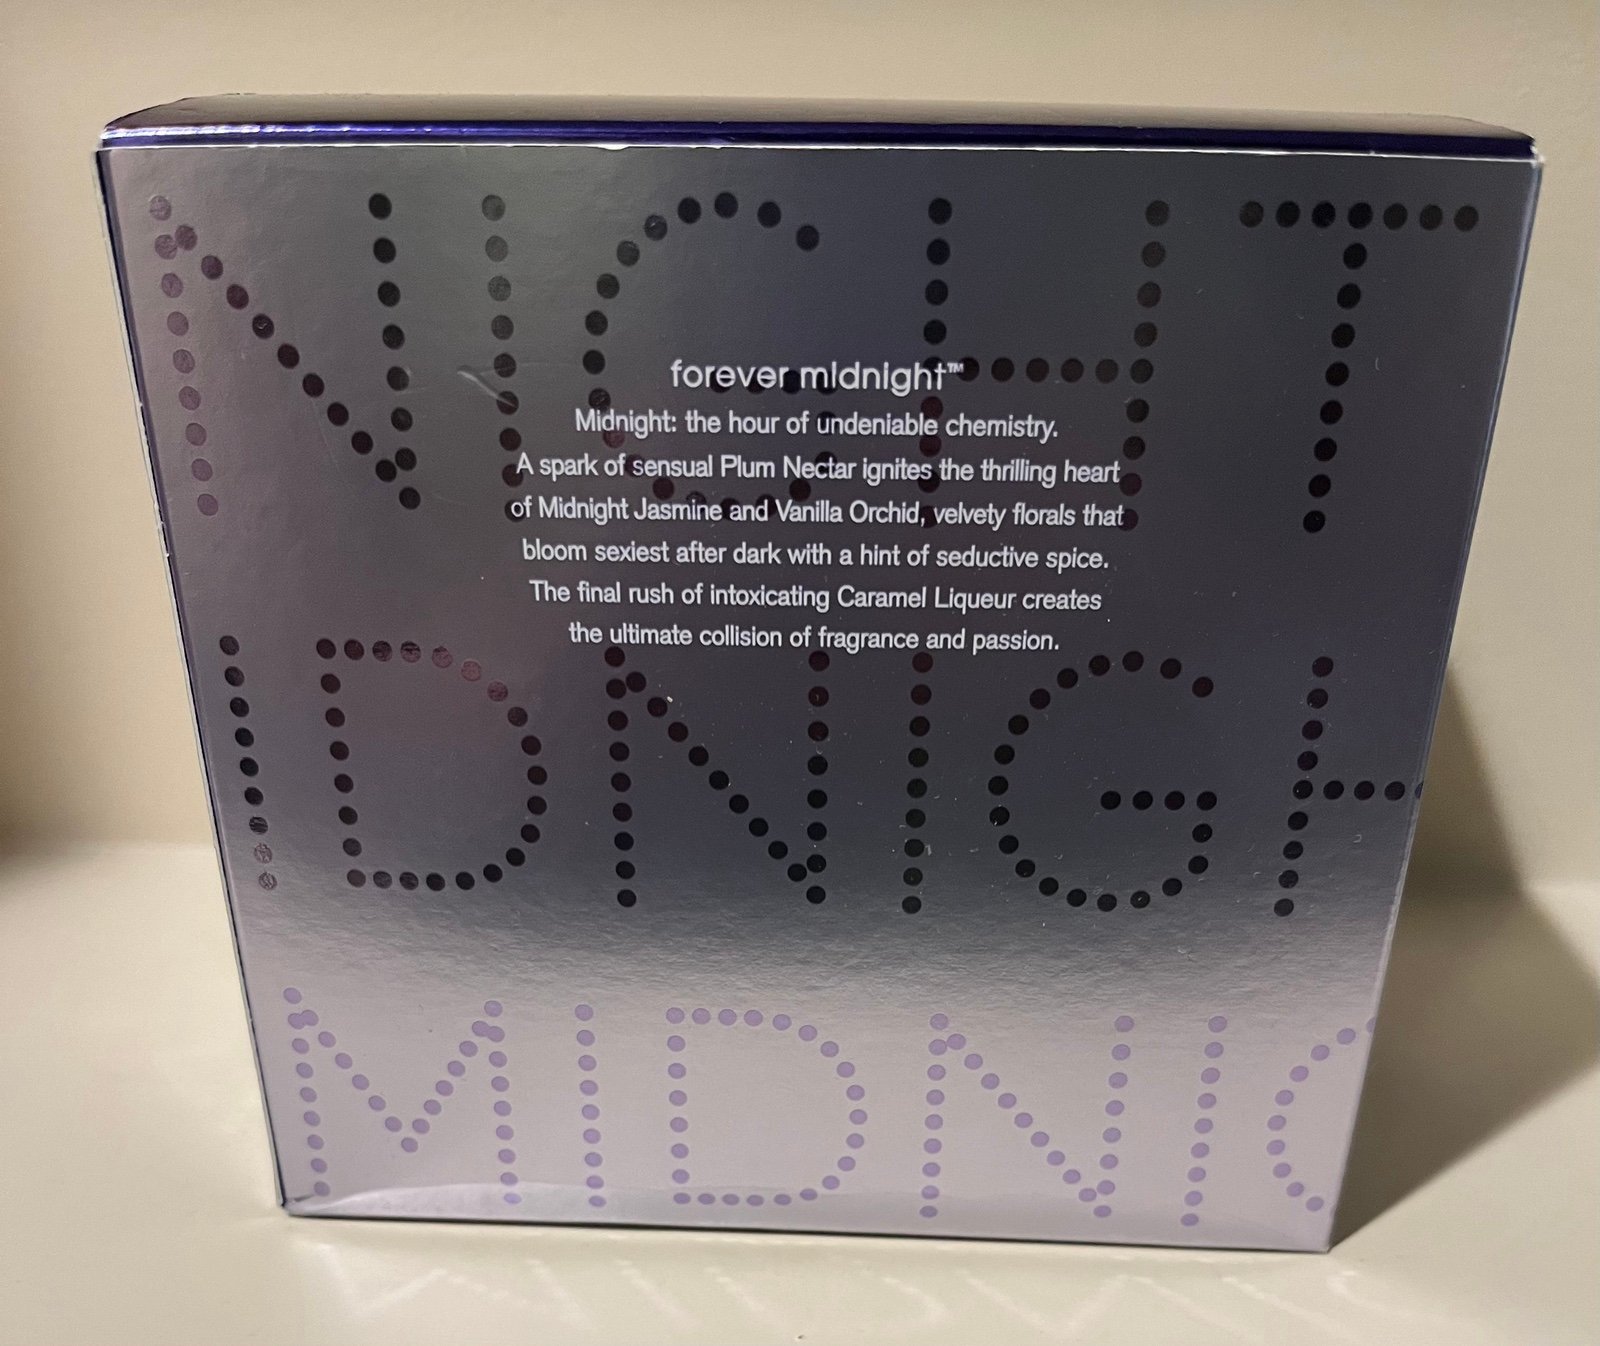 NIGHT
forever midnight™
Midnight: the hour of undeniable chemistry.
A spark of sensual Plum Nectar ignites the thrilling heart
of Midnight Jasmine and Vanilla Orchid, velvety florals that
bloom sexiest after dark with a hint of seductive spice.
The final rush of intoxicating Caramel Liqueur creates
the ultimate collision of fragrance and passion.
IDNIGH
MIDNIG